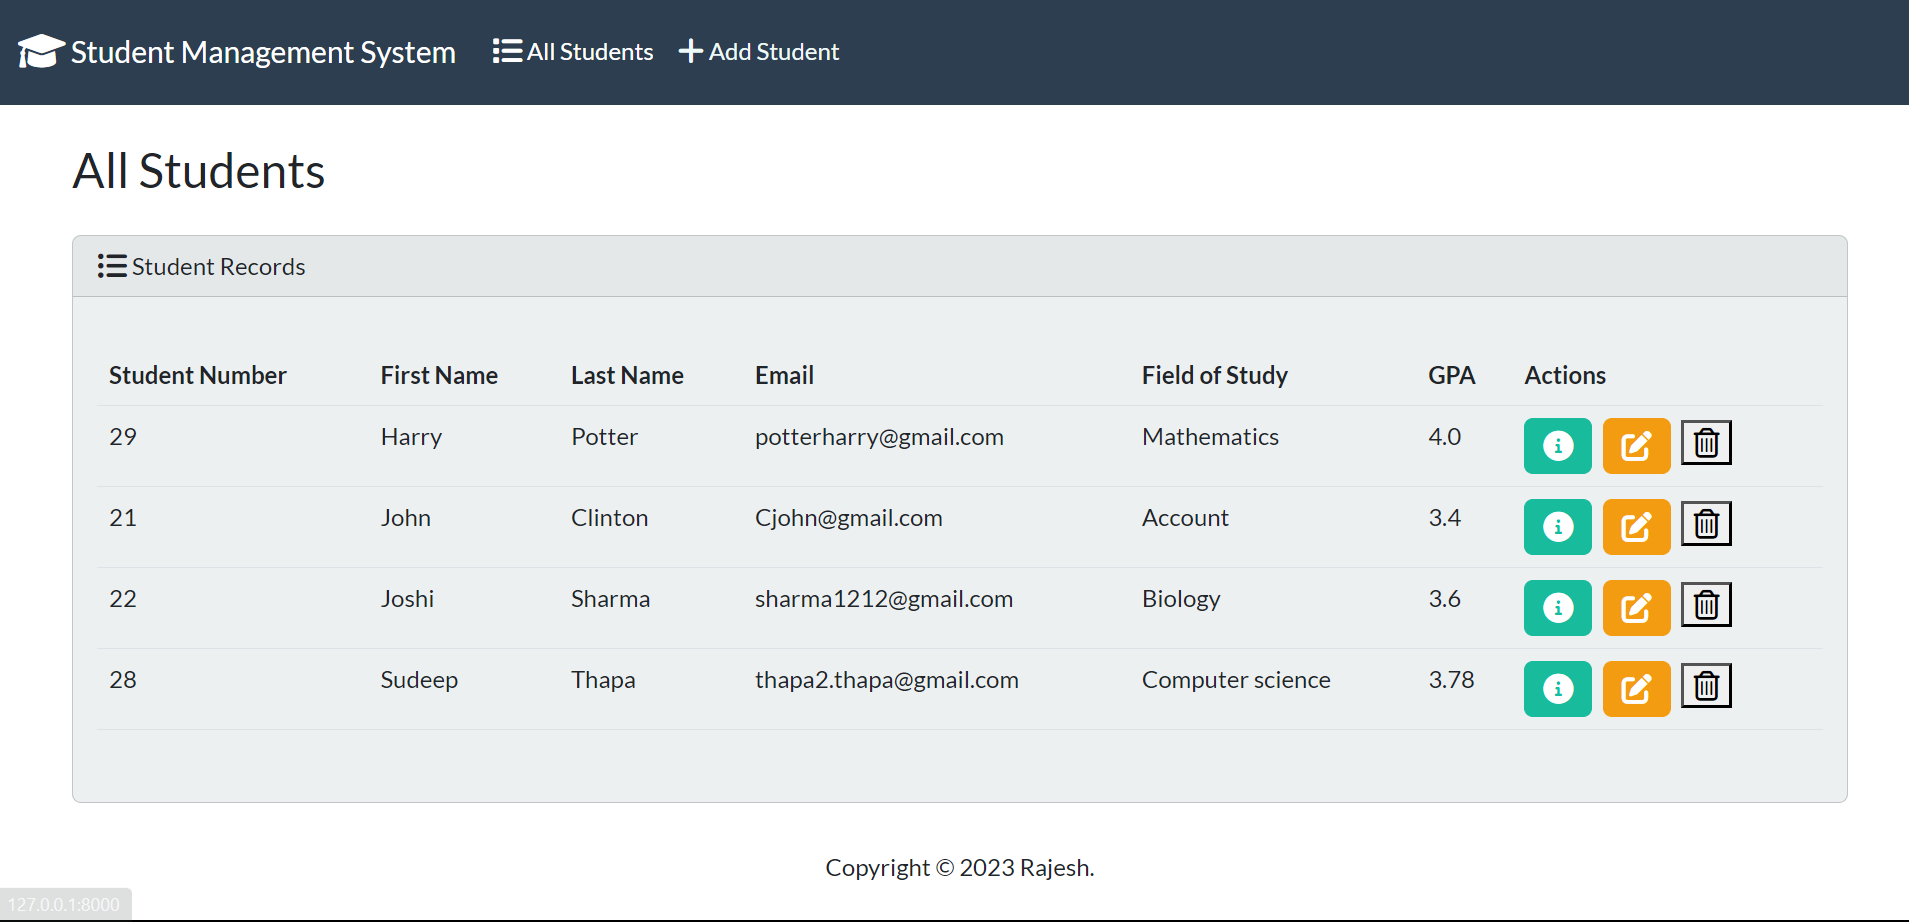 Student Management System All Students Add Student
All Students
Student Records
Student Number First Name Last Name Email Field of Study GPA Actions
29 Harry Potter potterharry@gmail.com Mathematics 4.0
21 John Clinton Cjohn@gmail.com Account 3.4
22 Joshi Sharma sharma1212@gmail.com Biology 3.6
28 Sudeep Thapa thapa2.thapa@gmail.com Computer science 3.78
Copyright © 2023 Rajesh.
127.0.0.1:8000